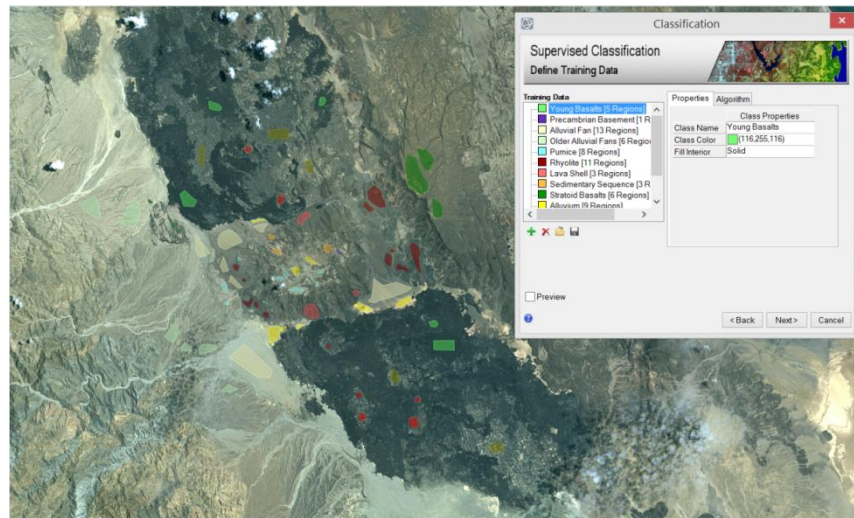 Classification
Supervised Classification
Define Training Data
Training Data
Young Basalts [5 Regions]
Precambrian Basement [1 R
Alluvial Fan [13 Regions]
Older Alluvial Fans [6 Region
Pumice [8 Regions]
Rhyolite [11 Regions]
Lava Shell [3 Regions]
Sedimentary Sequence [3 R
Stratoid Basalts [6 Regions]
Alluvium [9 Regions]
Properties Algorithm
Class Properties
Class Name Young Basalts
Class Color (116,255,116)
Fill Interior Solid
Preview
< Back Next > Cancel